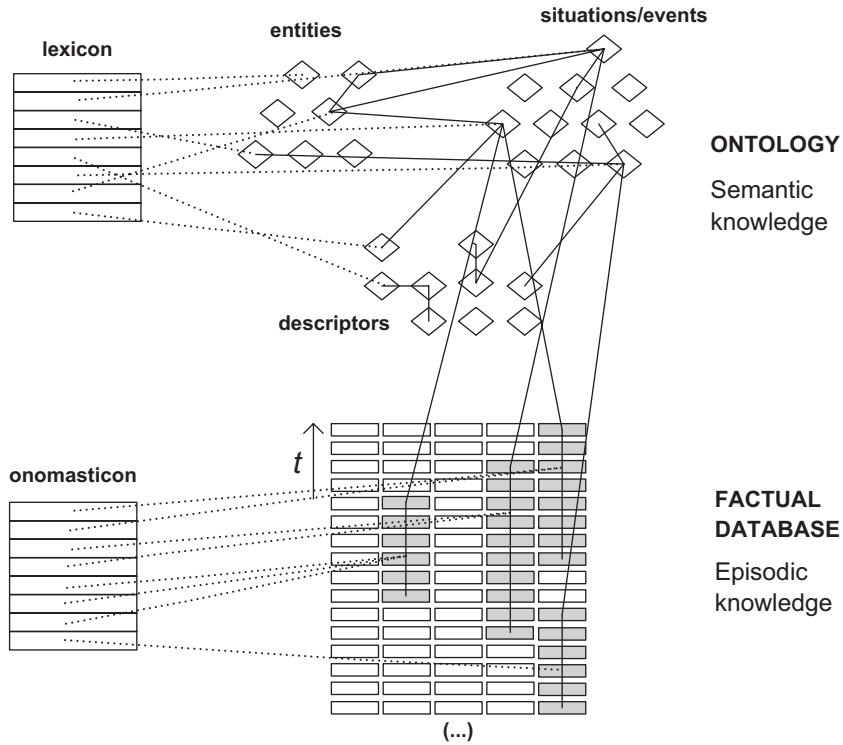 situations/events
entities
lexicon
ONTOLOGY
Semantic
knowledge
descriptors
t
onomasticon
FACTUAL
DATABASE
Episodic
knowledge
(...)